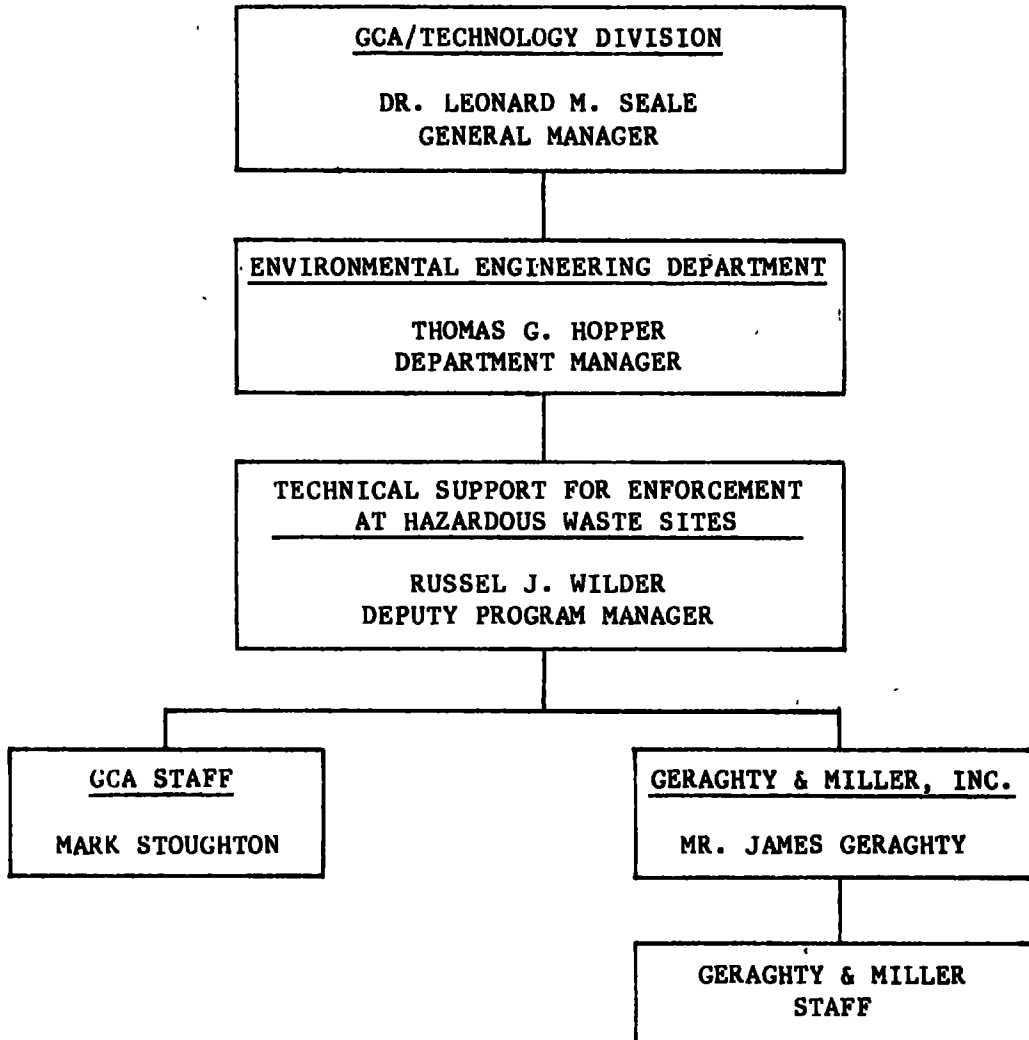 GCA/TECHNOLOGY DIVISION
DR. LEONARD M. SEALE
GENERAL MANAGER
ENVIRONMENTAL ENGINEERING DEPARTMENT
THOMAS G. HOPPER
DEPARTMENT MANAGER
TECHNICAL SUPPORT FOR ENFORCEMENT
AT HAZARDOUS WASTE SITES
RUSSEL J. WILDER
DEPUTY PROGRAM MANAGER
GCA STAFF
MARK STOUGHTON
GERAGHTY & MILLER, INC.
MR. JAMES GERAGHTY
GERAGHTY & MILLER
STAFF